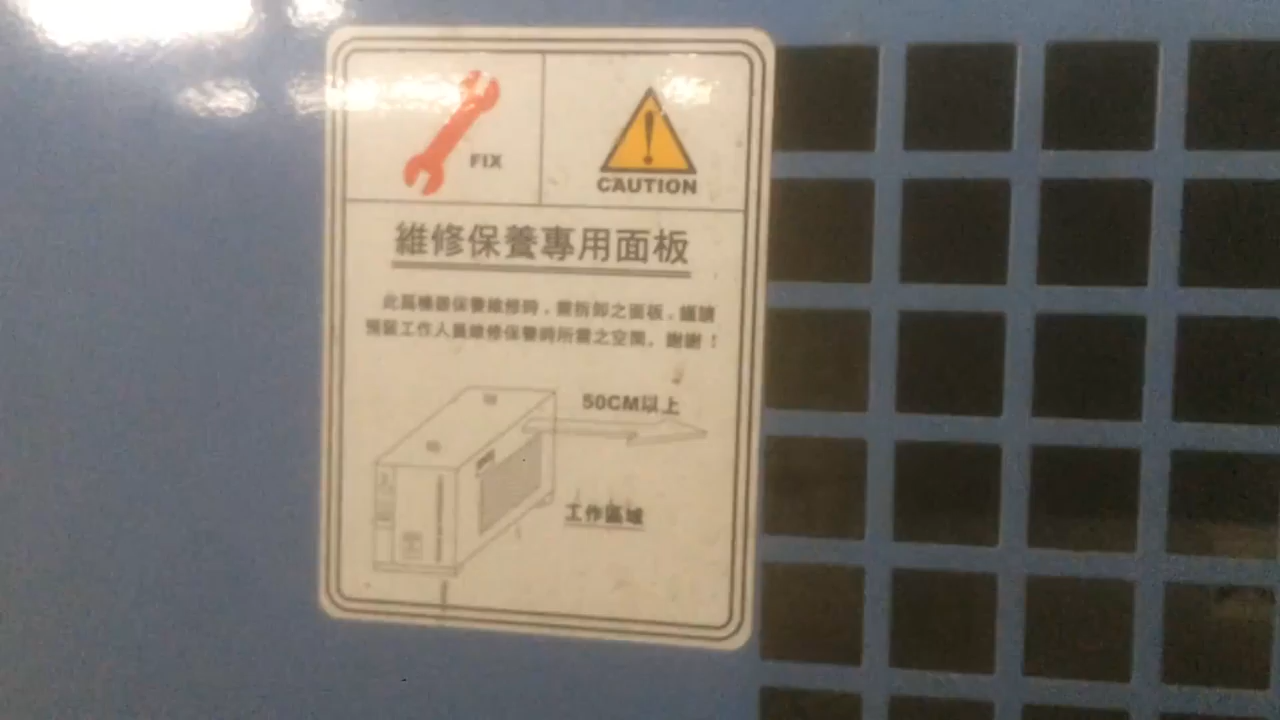 FIX
CAUTION
維修保養專用面板
此為機器保養維修時，需拆卸之面板，謹請
預留工作人員維修保養時所需之空間，謝謝！
50CM以上
工作區域